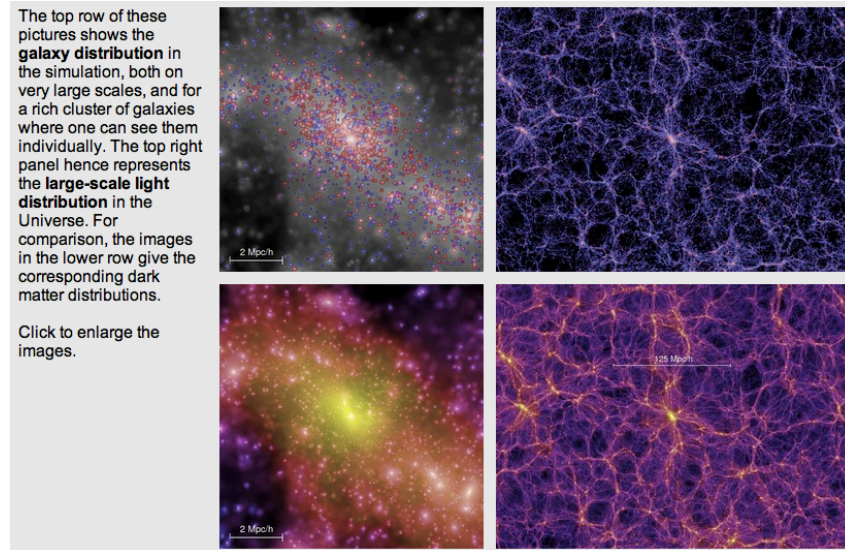 The top row of these
pictures shows the
galaxy distribution in
the simulation, both on
very large scales, and for
a rich cluster of galaxies
where one can see them
individually. The top right
panel hence represents
the large-scale light
distribution in the
Universe. For
comparison, the images
in the lower row give the
corresponding dark
matter distributions.
Click to enlarge the
images.
2 Mpc/h
125 Mpc/h
2 Mpc/h